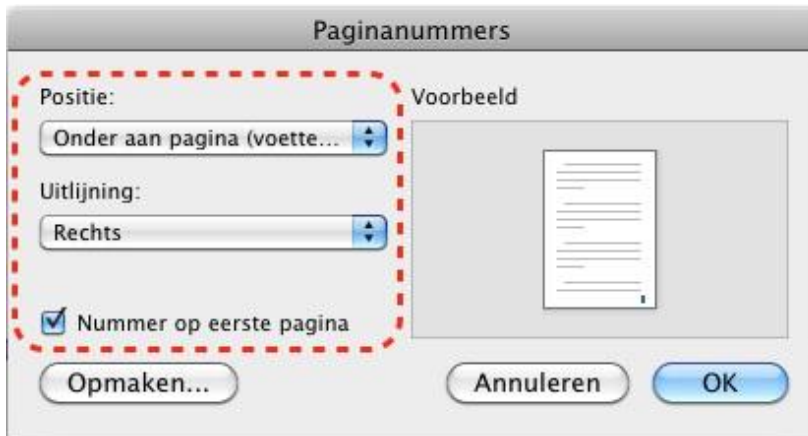 Paginanummers
Positie:
Onder aan pagina (voette...
Uitlijning:
Rechts
Nummer op eerste pagina
Voorbeeld
Opmaken...
Annuleren
OK